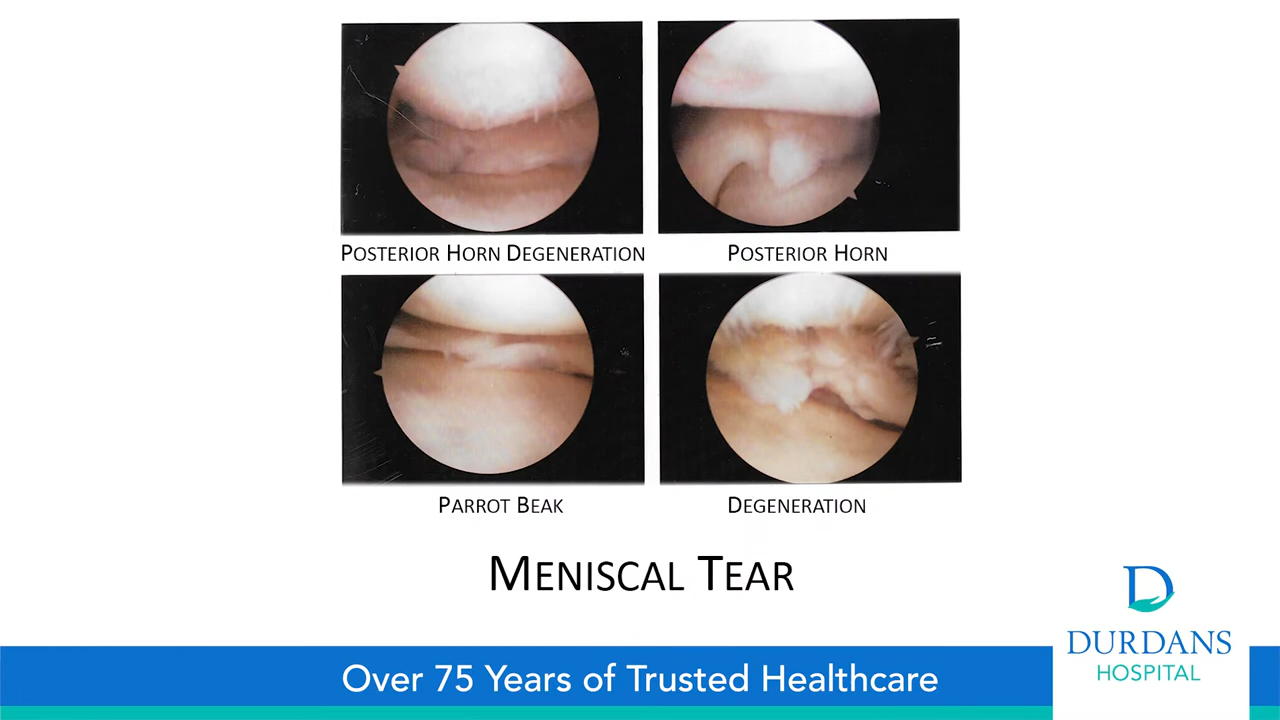 POSTERIOR HORN DEGENERATION
POSTERIOR HORN
PARROT BEAK
DEGENERATION
MENISCAL TEAR
D
DURDANS
HOSPITAL
Over 75 Years of Trusted Healthcare